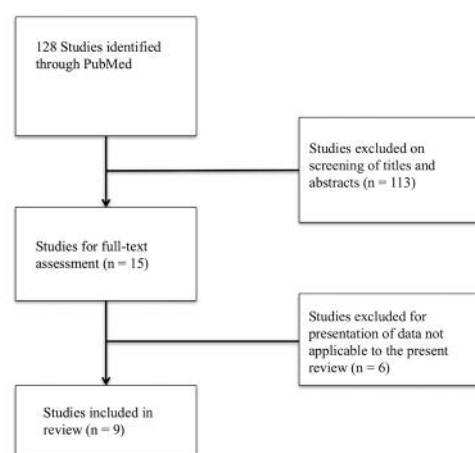 128 Studies identified
through PubMed
Studies excluded on
screening of titles and
abstracts (n = 113)
Studies for full-text
assessment (n = 15)
Studies excluded for
presentation of data not
applicable to the present
review (n = 6)
Studies included in
review (n = 9)